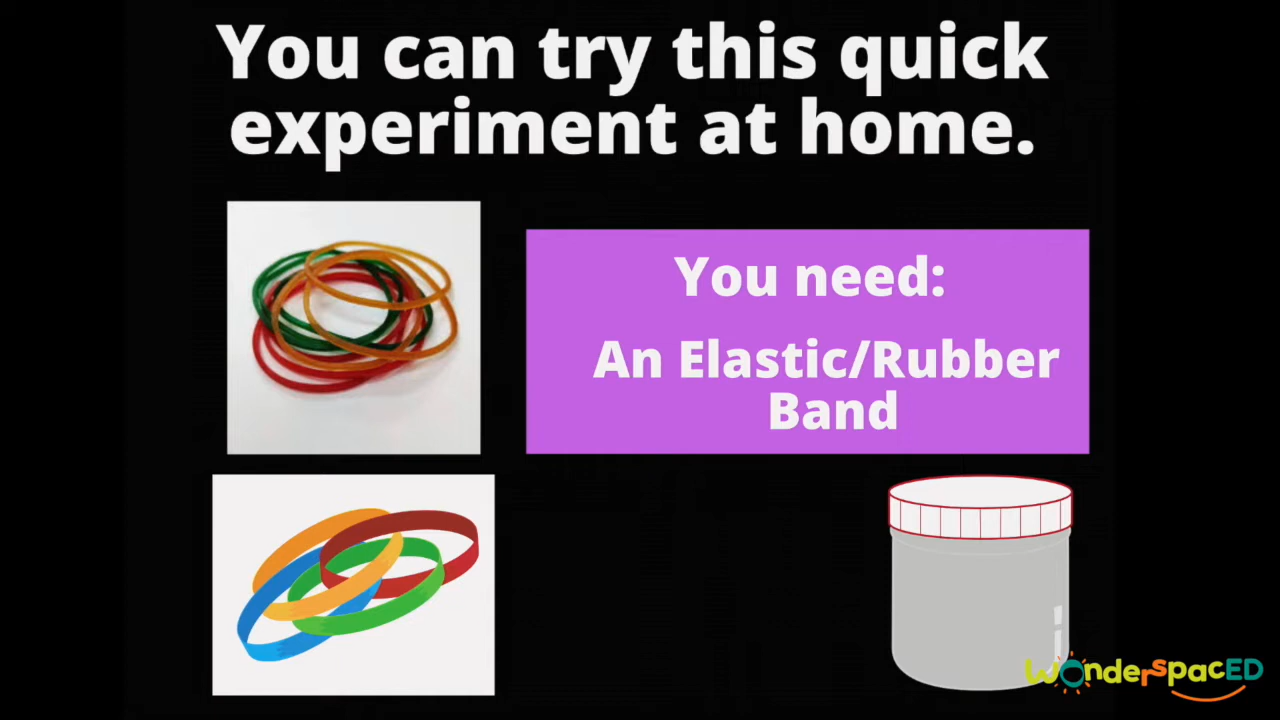 You can try this quick
experiment at home.
You need:
An Elastic/Rubber
Band
WonderspacED